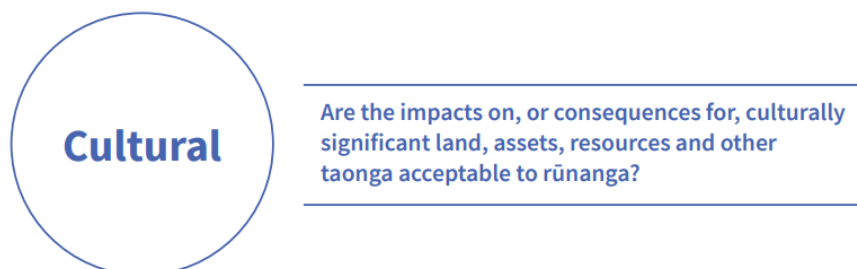 Cultural
Are the impacts on, or consequences for, culturally
significant land, assets, resources and other
taonga acceptable to rūnanga?